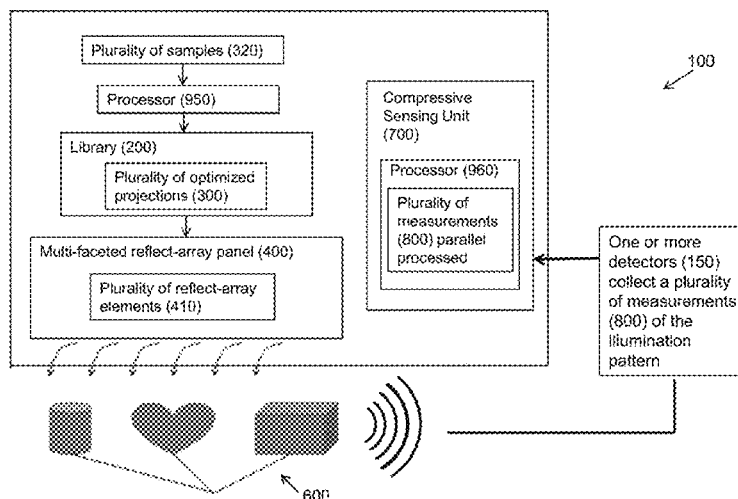 Plurality of samples (320)
Processor (950)
Library (200)
Plurality of optimized
projections (300)
Multi-faceted reflect-array panel (400)
Plurality of reflect-array
elements (410)
Compressive
Sensing Unit
(700)
Processor (960)
Plurality of
measurements
(800) parallel
processed
100
One or more
detectors (150)
collect a plurality
of measurements
(800) of the
illumination
pattern
600